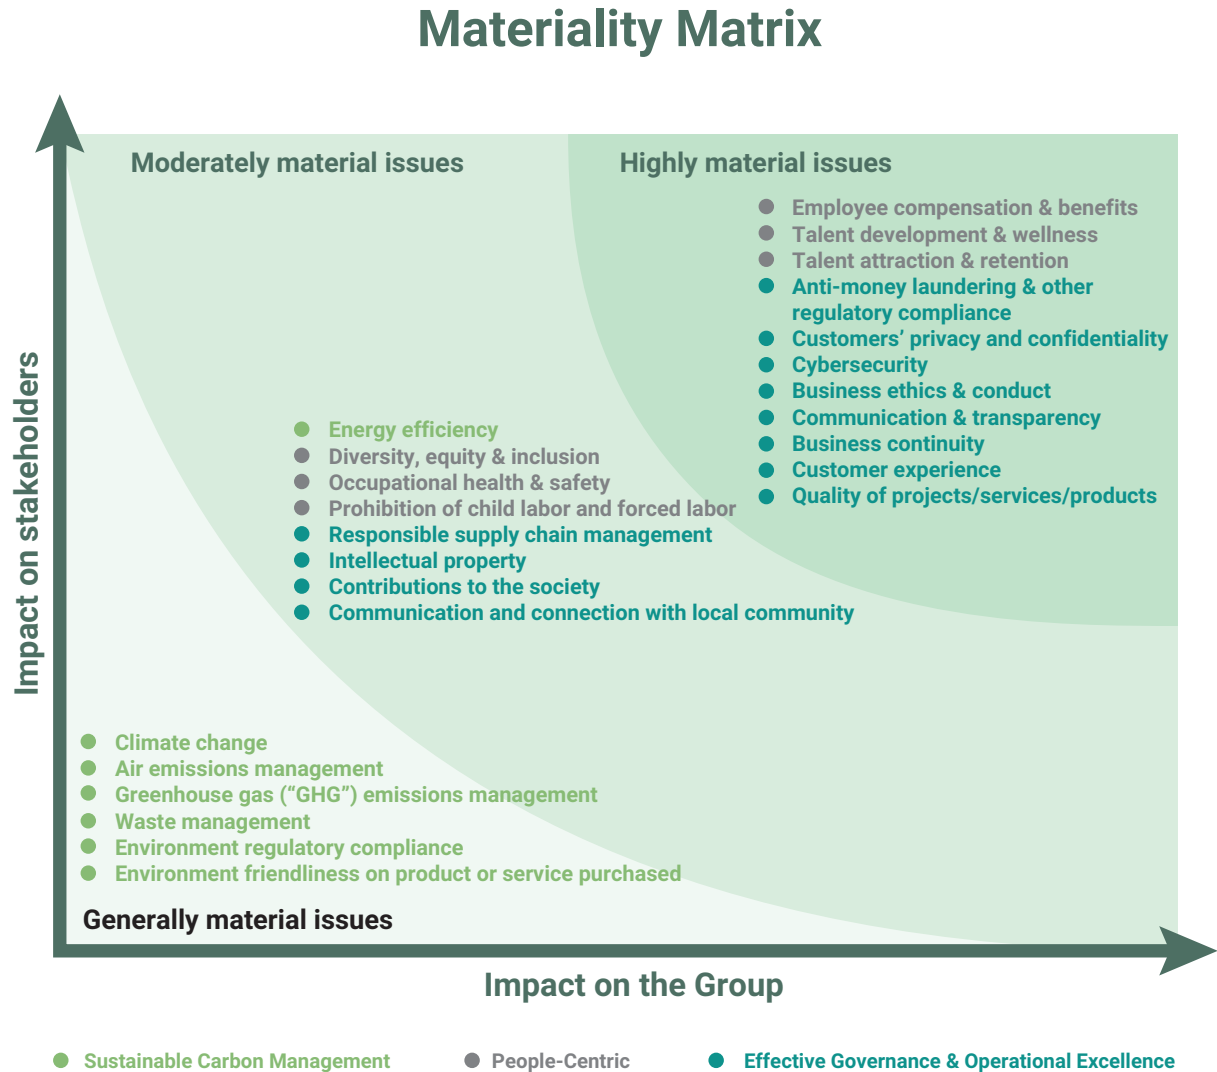 Materiality Matrix
Moderately material issues
Highly material issues
Employee compensation & benefits
Talent development & wellness
Talent attraction & retention
Anti-money laundering & other
regulatory compliance
Customers’ privacy and confidentiality
Cybersecurity
Business ethics & conduct
Communication & transparency
Business continuity
Customer experience
Quality of projects/services/products
Impact on stakeholders
Energy efficiency
Diversity, equity & inclusion
Occupational health & safety
Prohibition of child labor and forced labor
Responsible supply chain management
Intellectual property
Contributions to the society
Communication and connection with local community
Climate change
Air emissions management
Greenhouse gas (“GHG”) emissions management
Waste management
Environment regulatory compliance
Environment friendliness on product or service purchased
Generally material issues
Impact on the Group
Sustainable Carbon Management
People-Centric
Effective Governance & Operational Excellence